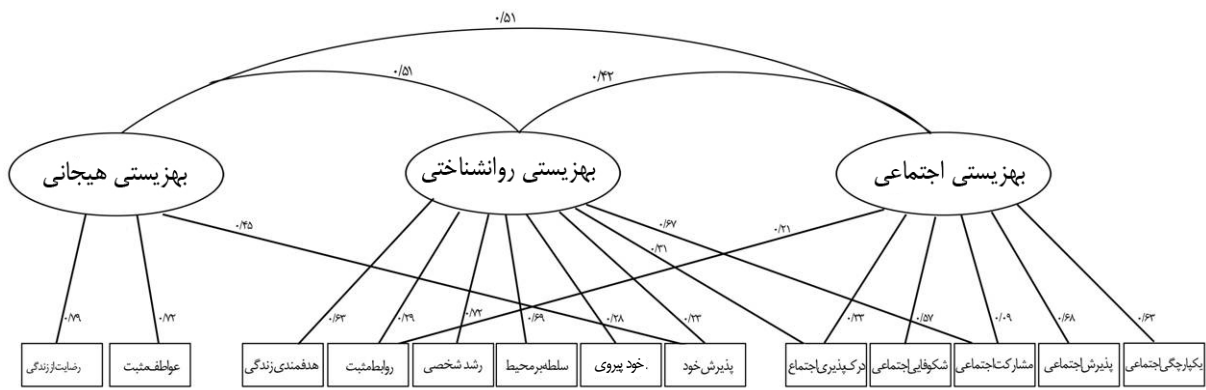 ۰/۵۱
۰/۵۱
۰/۴۲
بهزیستی اجتماعی
بهزیستی روانشناختی
بهزیستی هیجانی
۰/۴۵
۰/۶۷
۰/۲۱
۰/۳۱
۰/۶۳
۰/۶۸
۰/۰۹
۰/۵۷
۰/۳۳
۰/۲۳
۰/۲۸
۰/۶۹
۰/۷۲
۰/۲۹
۰/۶۳
۰/۷۲
۰/۷۹
یکپارچگی اجتماعی
پذیرش اجتماعی
مشارکت اجتماعی
شکوفایی اجتماعی
درک پذیری اجتماع
پذیرش خود
خود پیروی .
سلطه بر محیط
رشد شخصی
روابط مثبت
هدفمندی زندگی
عواطف مثبت
رضایت از زندگی